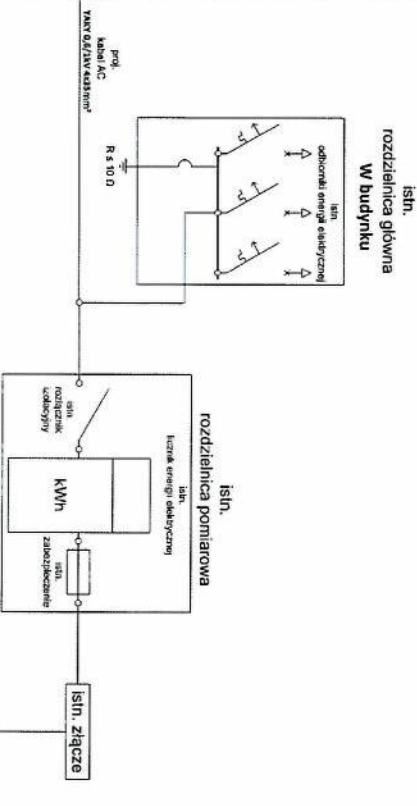 istn.
rozdzielnica główna
W budynku
istn.
odbiorniki energii elektrycznej
R ≤ 10 Ω
proj.
kabel AC
YAKY 0,6/1kV 4x35mm²
istn.
rozdzielnica pomiarowa
istn.
licznik energii elektrycznej
kWh
istn.
rozłącznik
izolacyjny
istn.
zabezpieczenie
istn. złącze